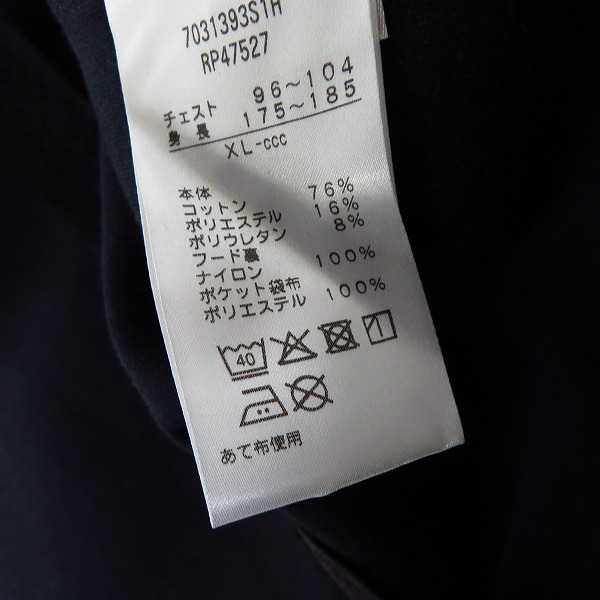 7031393S1H
RP47527
チェスト 96~104
身長 175~185
XL-ccc
本体
コットン 76%
ポリエステル 16%
ポリウレタン 8%
フード裏
ナイロン 100%
ポケット袋布
ポリエステル 100%
40
あて布使用